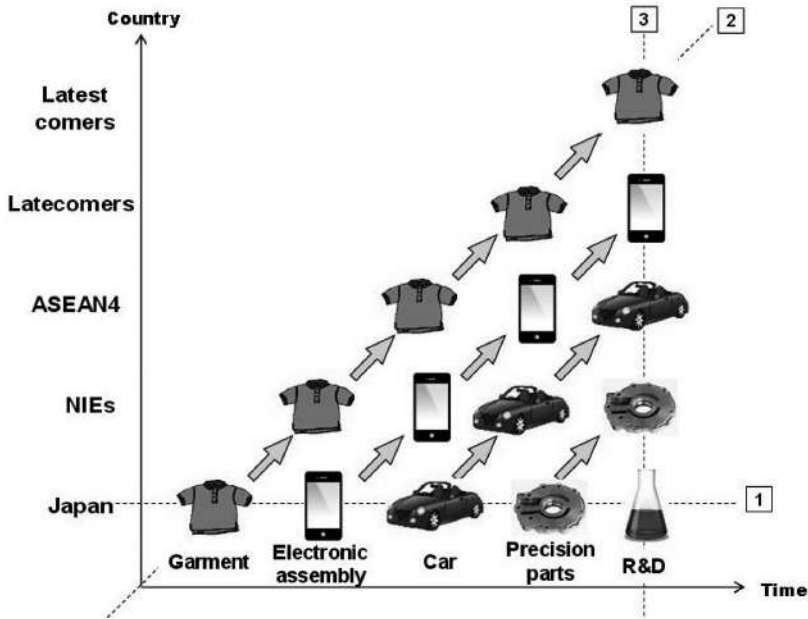 Country
3
2
Latest
comers
Latecomers
ASEAN4
NIEs
Japan
1
Garment
Electronic
assembly
Car
Precision
parts
R&D
Time